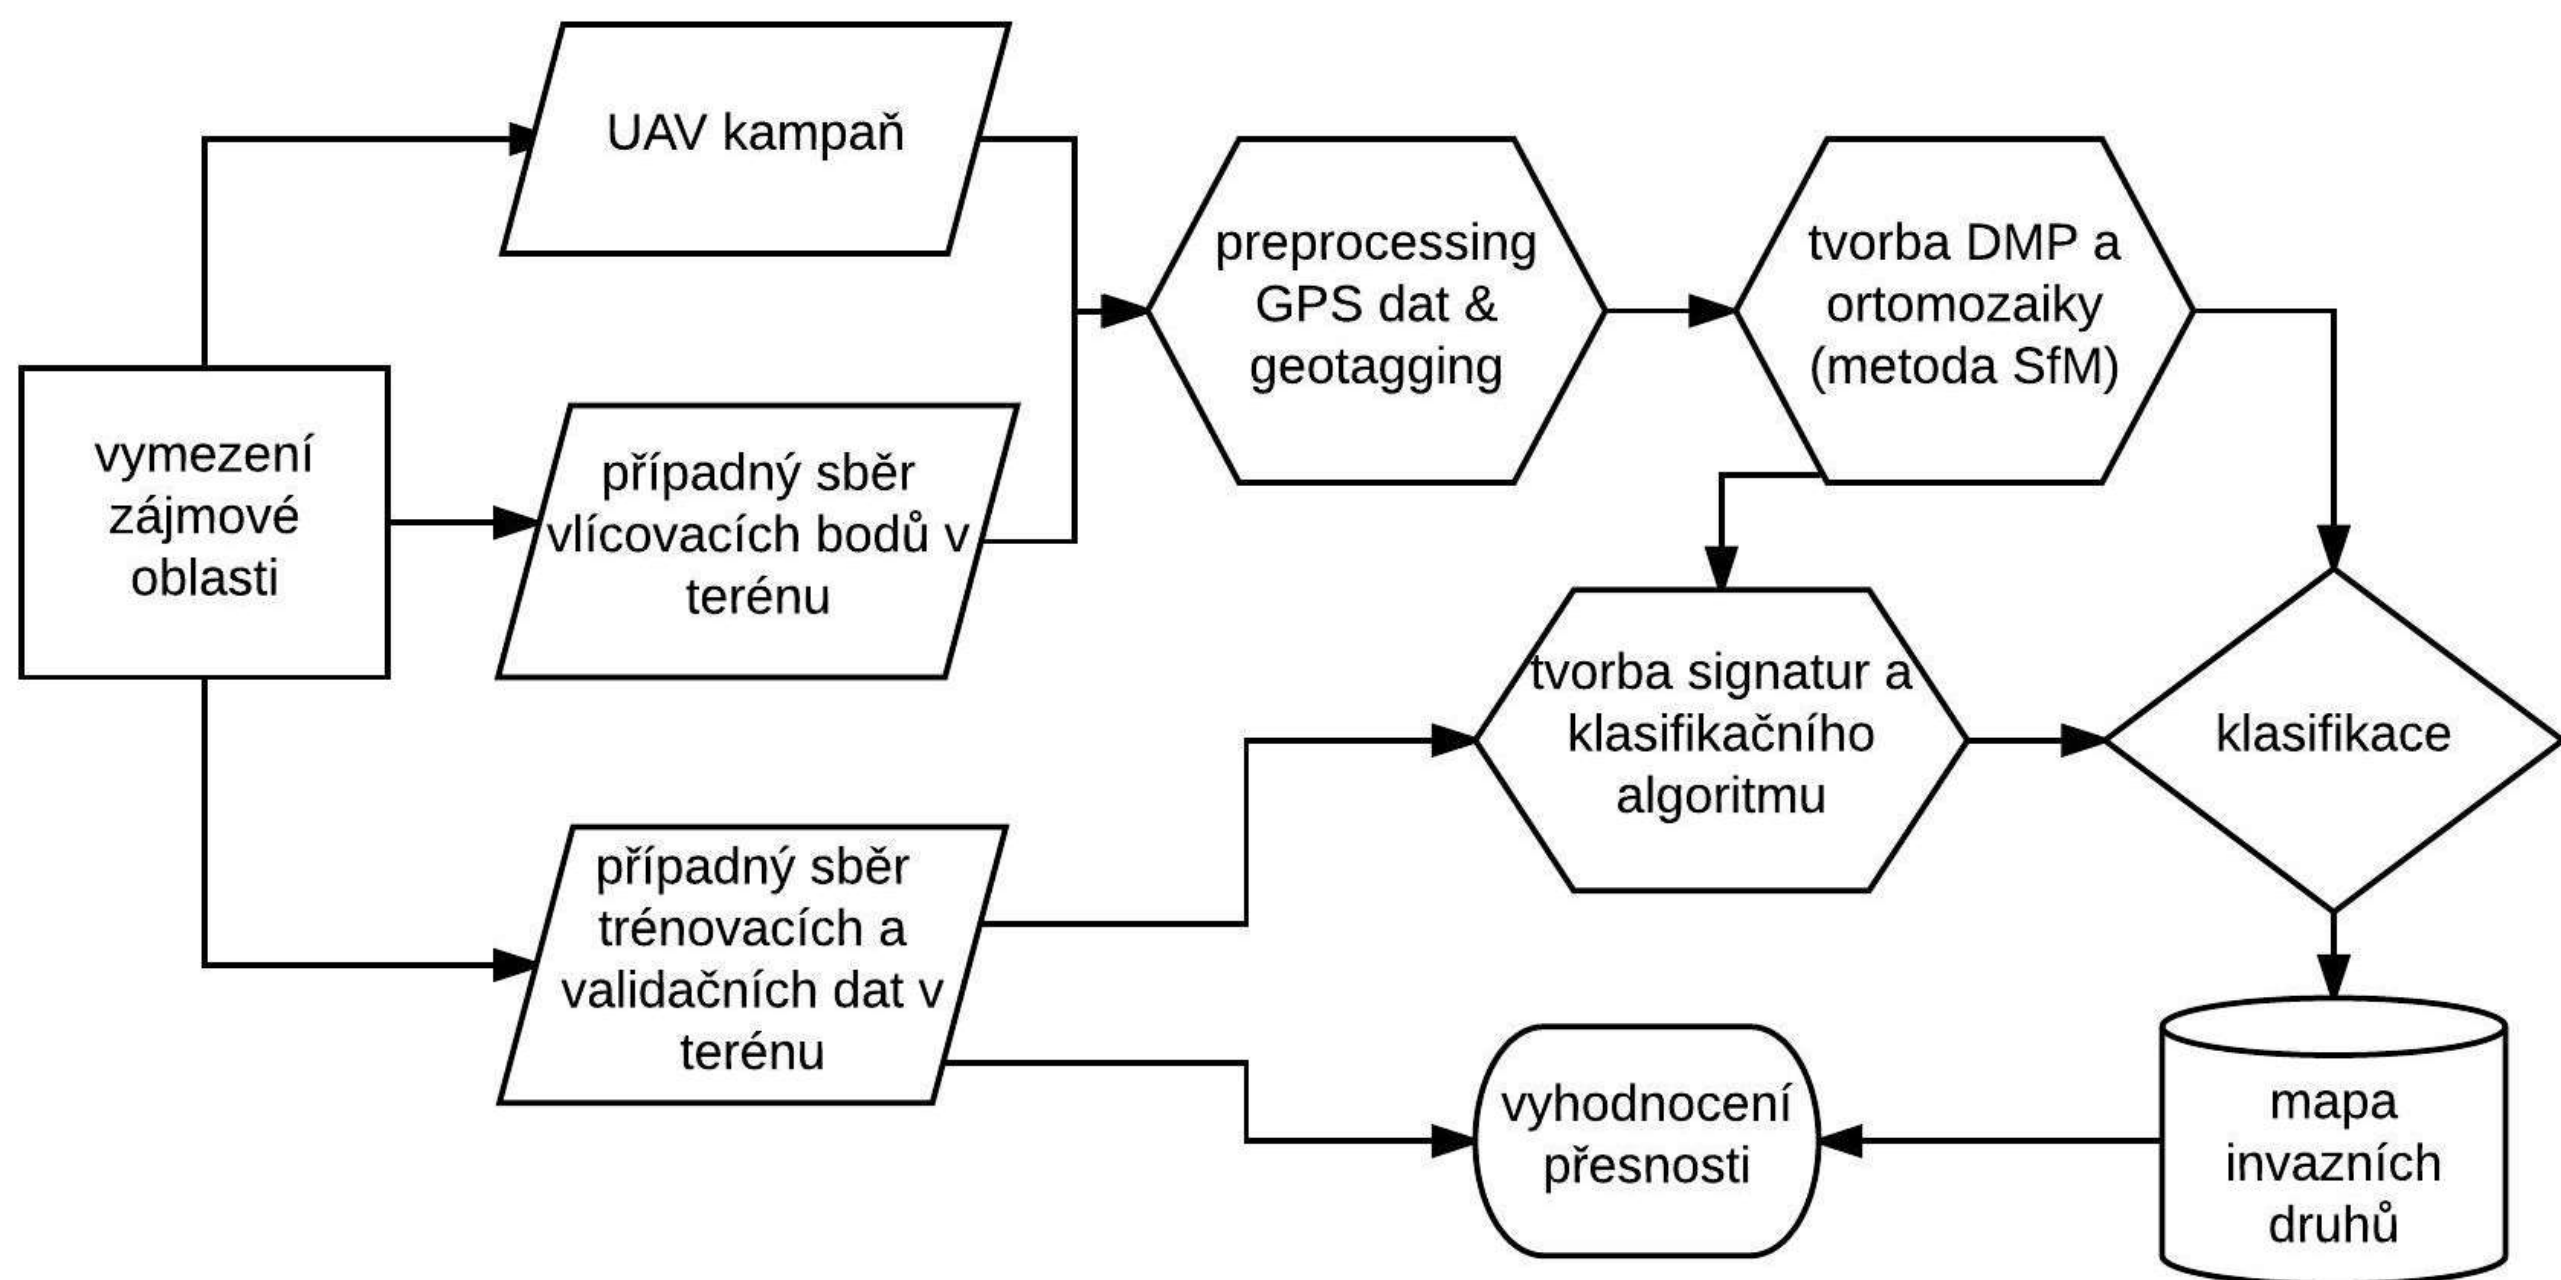 UAV kampaň
vymezení
zájmové
oblasti
případný sběr
vlícovacích bodů v
terénu
případný sběr
trénovacích a
validačních dat v
terénu
preprocessing
GPS dat &
geotagging
tvorba DMP a
ortomozaiky
(metoda SfM)
tvorba signatur a
klasifikačního
algoritmu
klasifikace
vyhodnocení
přesnosti
mapa
invazních
druhů